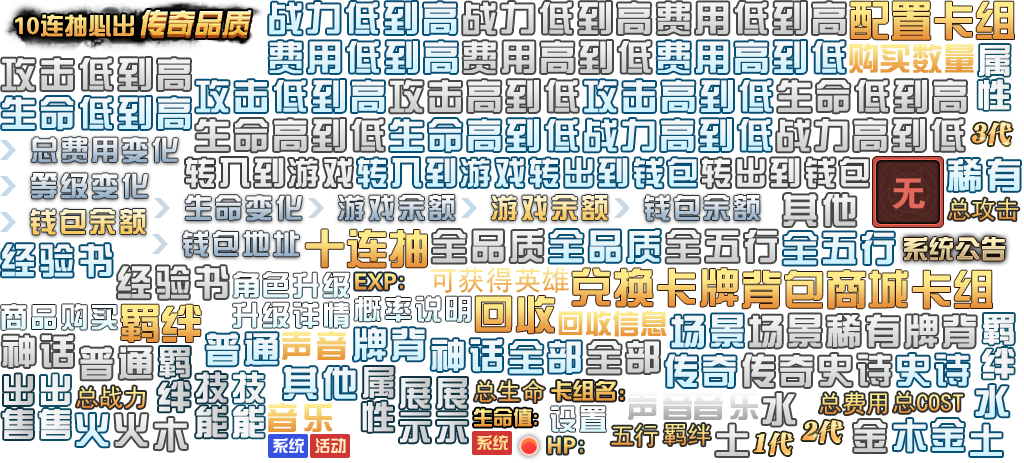 10连抽必出 传奇品质
战力低到高 战力低到高 战力高到低 配置卡组
费用低到高 费用高到低 费用高到低 购买数量 属性
攻击低到高
攻击低到高 攻击高到低 攻击高到低 生命低到高
生命低到高
生命高到低 生命高到低 战力高到低 战力高到低 3代
总费用变化
转入到游戏 转入到游戏 转出到钱包 转出到钱包 无 稀有
等级变化
钱包余额
生命变化 游戏余额 游戏余额 钱包余额 其他 总攻击
钱包地址 十连抽 全品质 全品质 全五行 全五行 系统公告
经验书
经验书 角色升级 EXP: 可获得英雄 兑换 卡牌背包 商城 卡组
商品购买 羁绊 升级详情 概率说明 回收 回收信息 场景 场景 稀有 牌背 羁绊
神话 普通 羁绊 普通 声音 牌背 神话 全部 全部 传奇 传奇 史诗 史诗
出售 出售 总战力 技能 技能 其他 属性 展示 展示 总生命 卡组名: 声音 音乐 水 总费用 总COST 水
火 火 木 音乐 生命值: 设置
系统 活动 系统 HP: 五行 羁绊 土 1代 2代 金 木 金 土